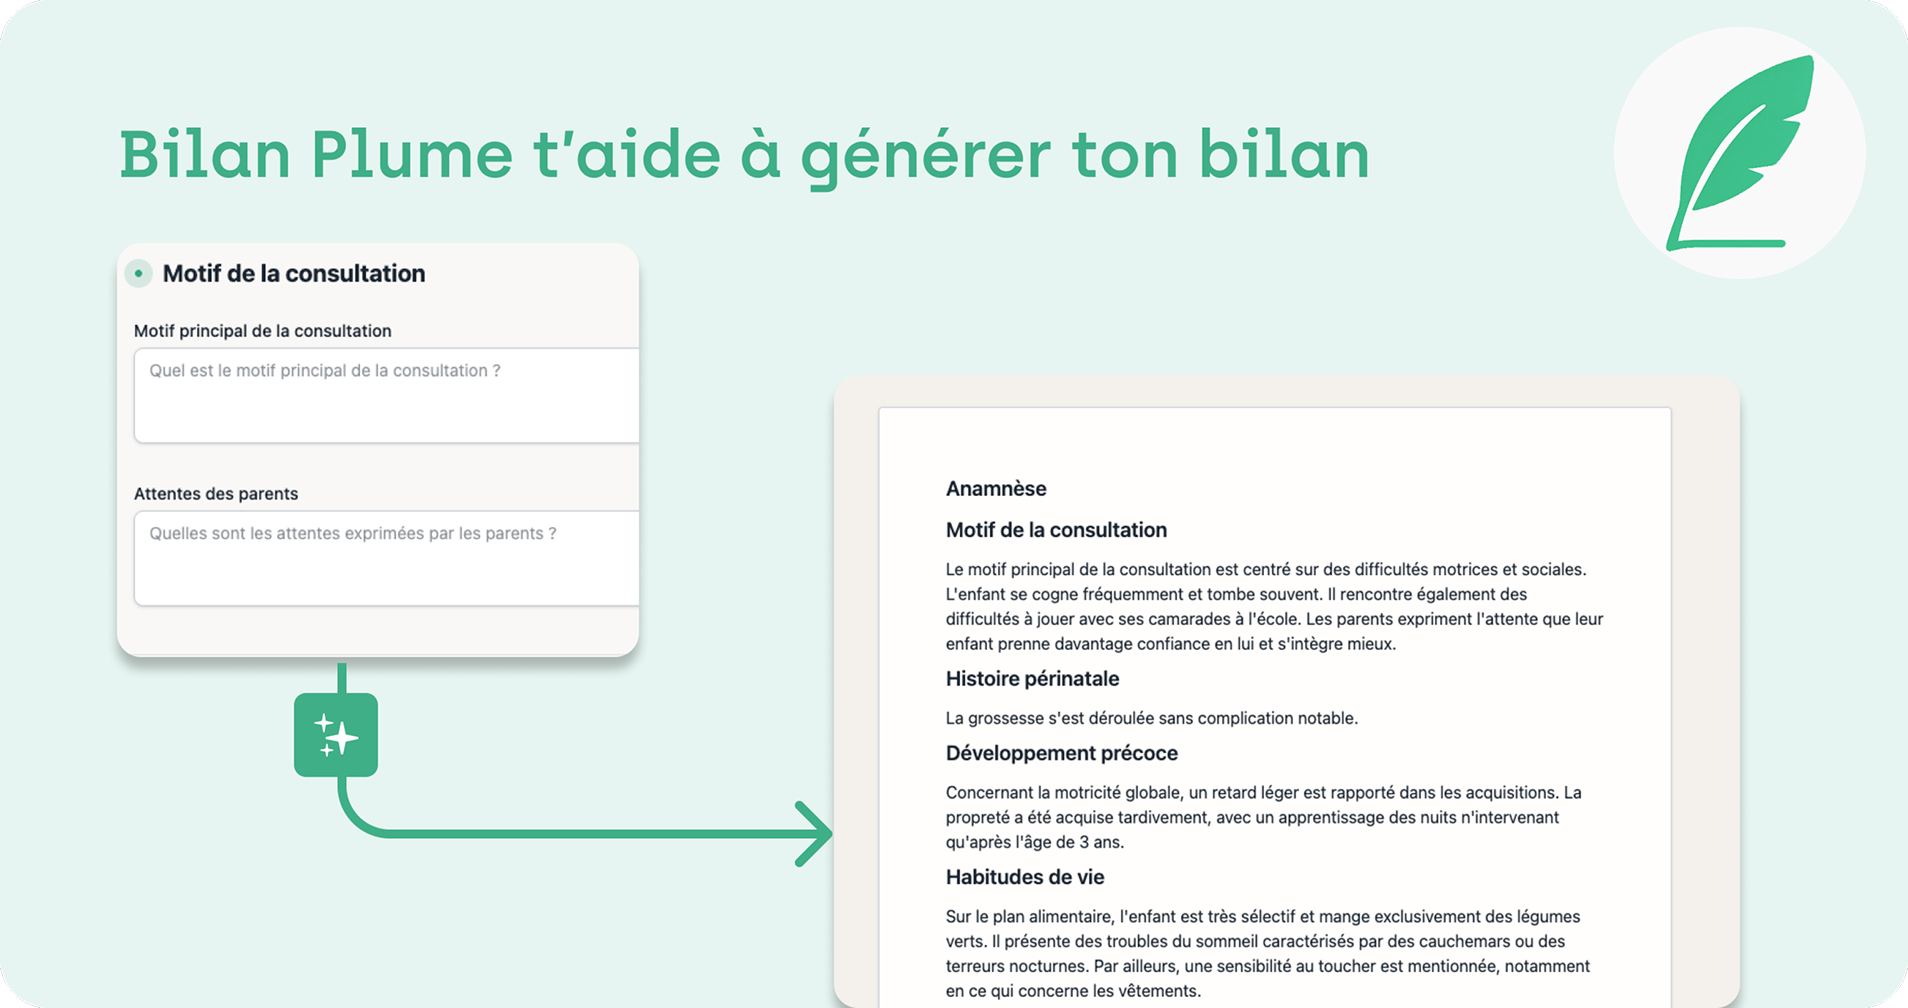 Bilan Plume t'aide à générer ton bilan
Motif de la consultation
Motif principal de la consultation
Quel est le motif principal de la consultation ?
Attentes des parents
Quelles sont les attentes exprimées par les parents ?
Anamnèse
Motif de la consultation
Le motif principal de la consultation est centré sur des difficultés motrices et sociales.
L'enfant se cogne fréquemment et tombe souvent. Il rencontre également des
difficultés à jouer avec ses camarades à l'école. Les parents expriment l'attente que leur
enfant prenne davantage confiance en lui et s'intègre mieux.
Histoire périnatale
La grossesse s'est déroulée sans complication notable.
Développement précoce
Concernant la motricité globale, un retard léger est rapporté dans les acquisitions. La
propreté a été acquise tardivement, avec un apprentissage des nuits n'intervenant
qu'après l'âge de 3 ans.
Habitudes de vie
Sur le plan alimentaire, l'enfant est très sélectif et mange exclusivement des légumes
verts. Il présente des troubles du sommeil caractérisés par des cauchemars ou des
terreurs nocturnes. Par ailleurs, une sensibilité au toucher est mentionnée, notamment
en ce qui concerne les vêtements.